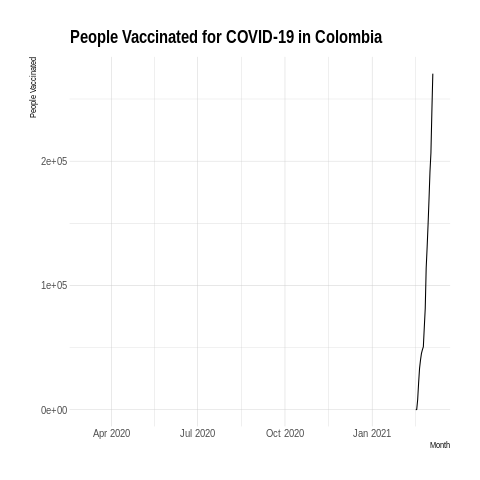 People Vaccinated for COVID-19 in Colombia
People Vaccinated
2e+05
1e+05
0e+00
Apr 2020 Jul 2020 Oct 2020 Jan 2021
Month